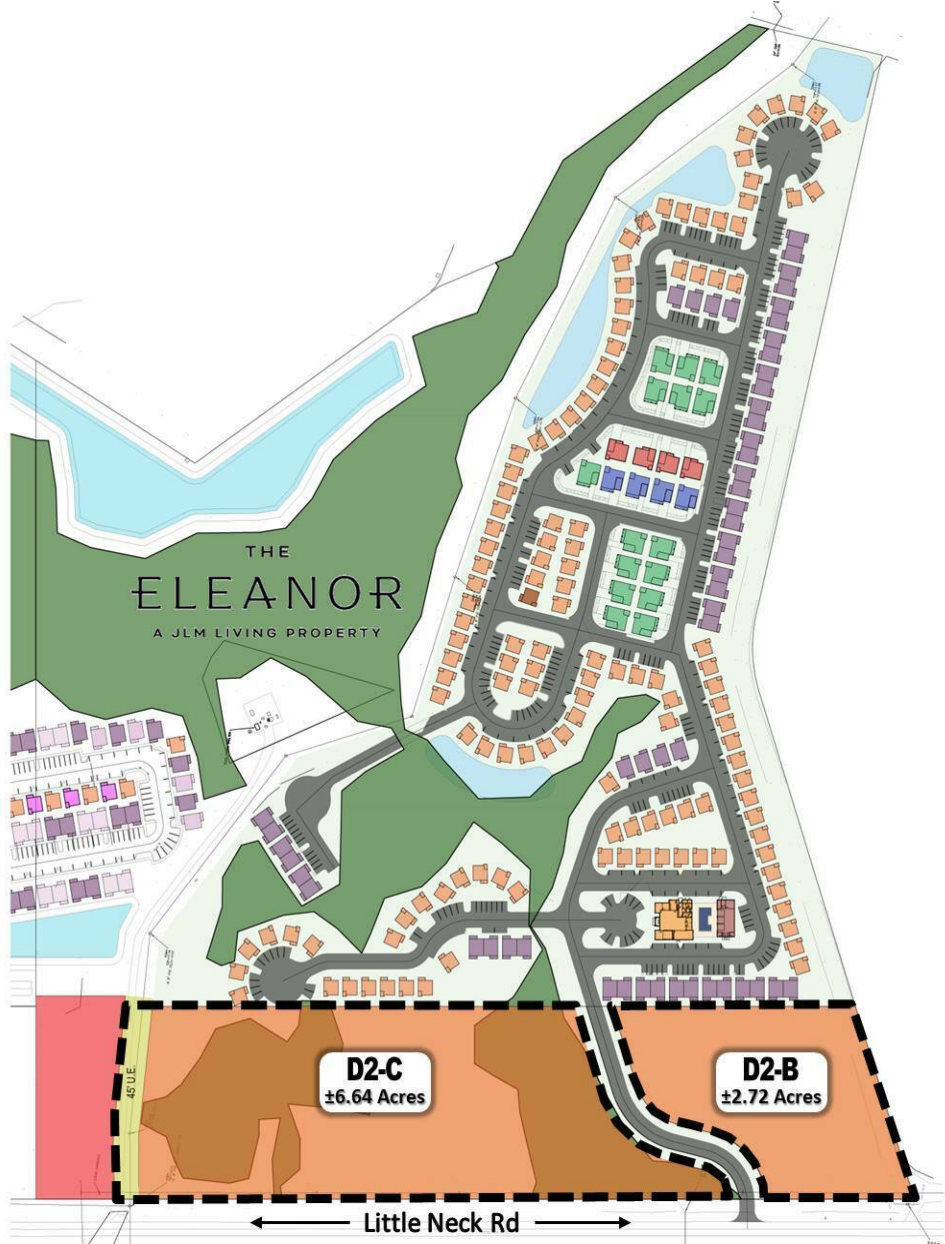 THE
ELEANOR
A JLM LIVING PROPERTY
D2-C
±6.64 Acres
D2-B
±2.72 Acres
45' U.E.
Little Neck Rd